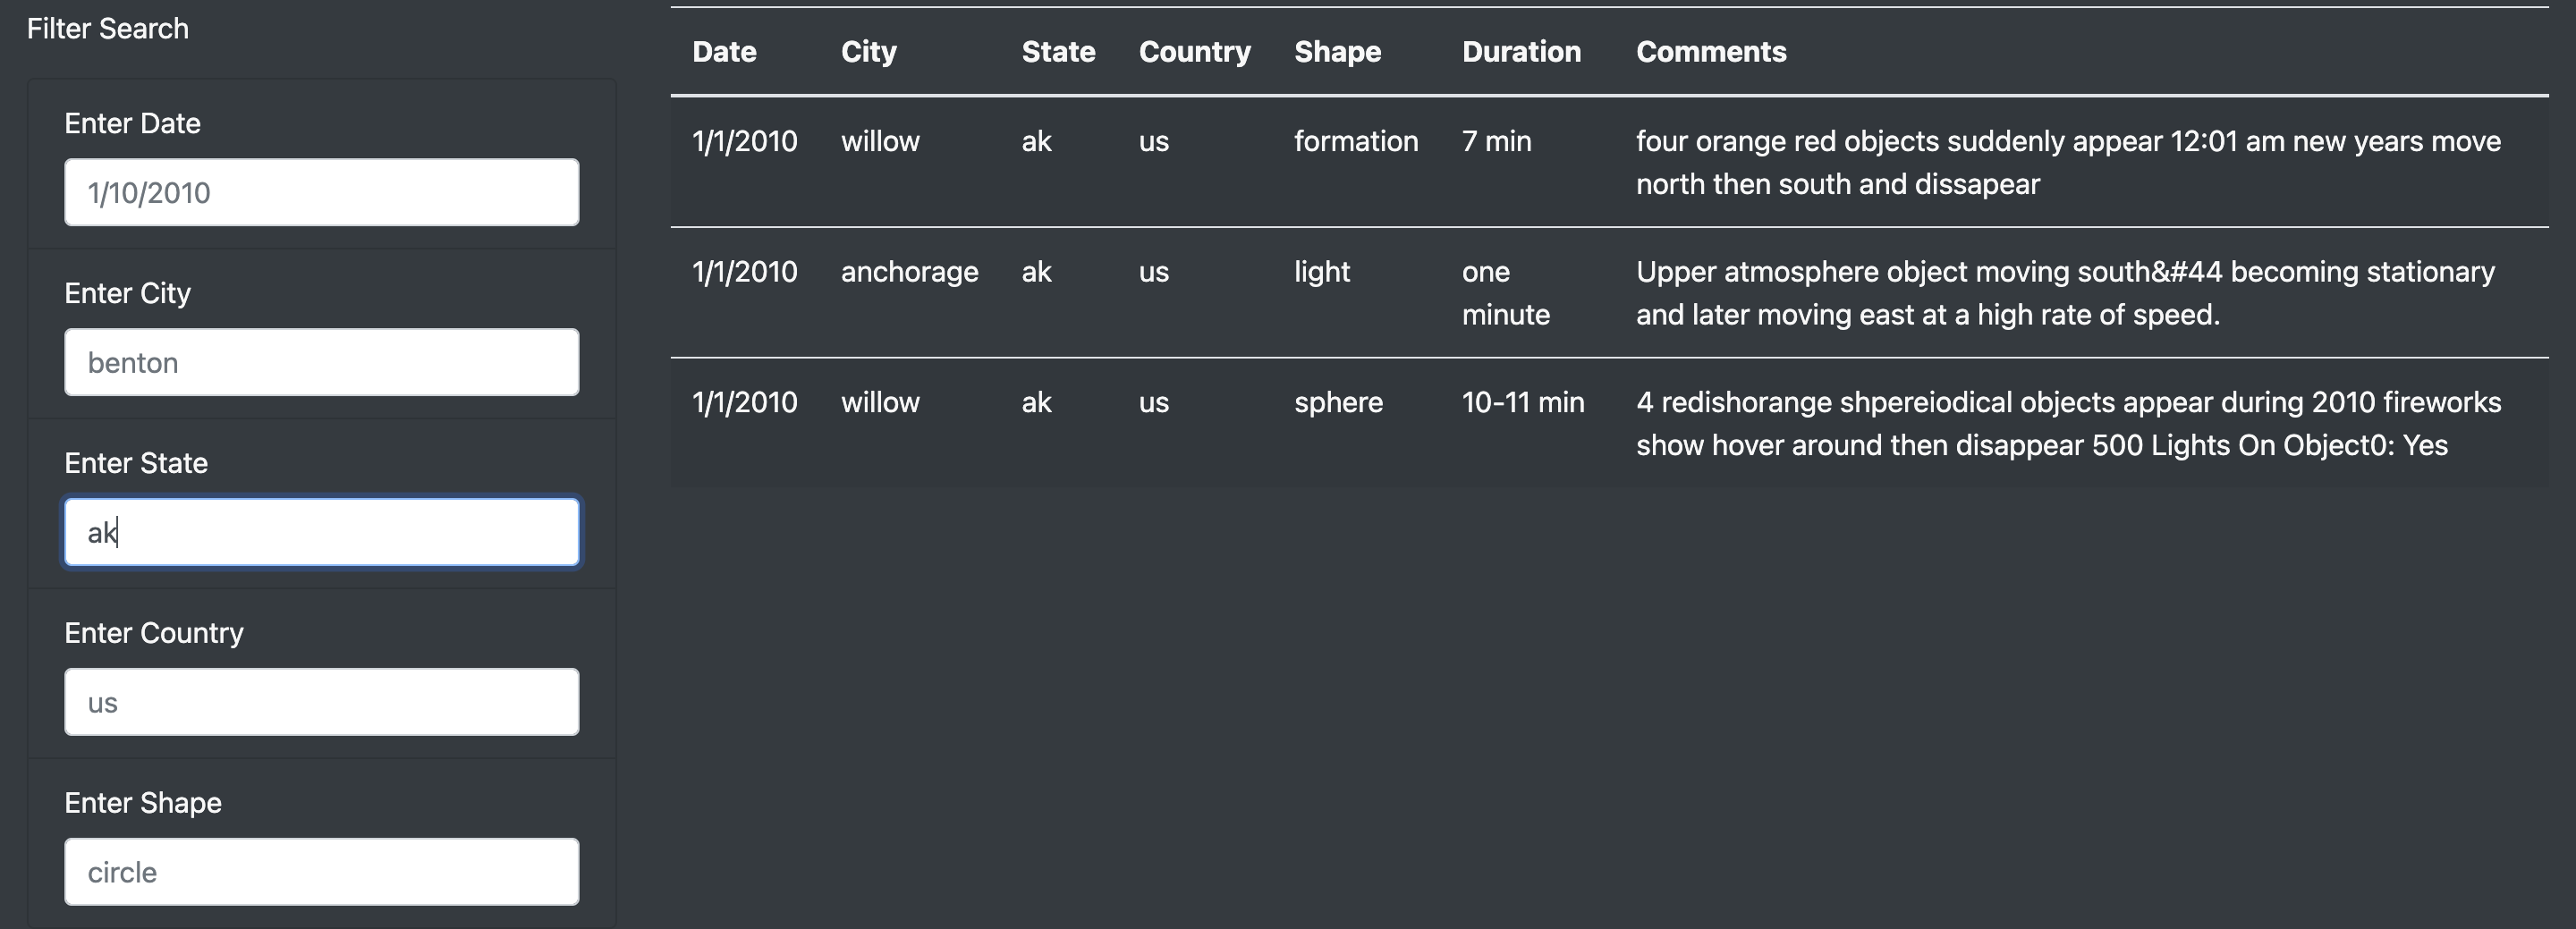 Filter Search
Enter Date
1/10/2010
Enter City
benton
Enter State
ak
Enter Country
us
Enter Shape
circle
Date City State Country Shape Duration Comments
1/1/2010 willow ak us formation 7 min four orange red objects suddenly appear 12:01 am new years move
north then south and dissapear
1/1/2010 anchorage ak us light one Upper atmosphere object moving south&#44 becoming stationary
minute and later moving east at a high rate of speed.
1/1/2010 willow ak us sphere 10-11 min 4 redishorange shpereiodical objects appear during 2010 fireworks
show hover around then disappear 500 Lights On Object0: Yes